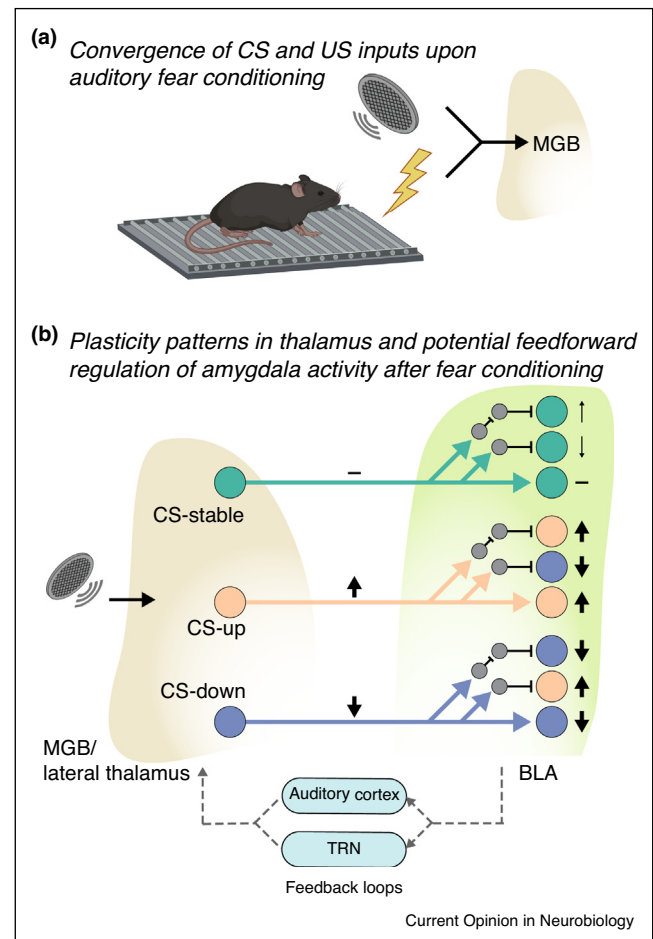 (a) Convergence of CS and US inputs upon
auditory fear conditioning
MGB
(b) Plasticity patterns in thalamus and potential feedforward
regulation of amygdala activity after fear conditioning
CS-stable
CS-up
CS-down
MGB/
lateral thalamus
BLA
Auditory cortex
TRN
Feedback loops
Current Opinion in Neurobiology